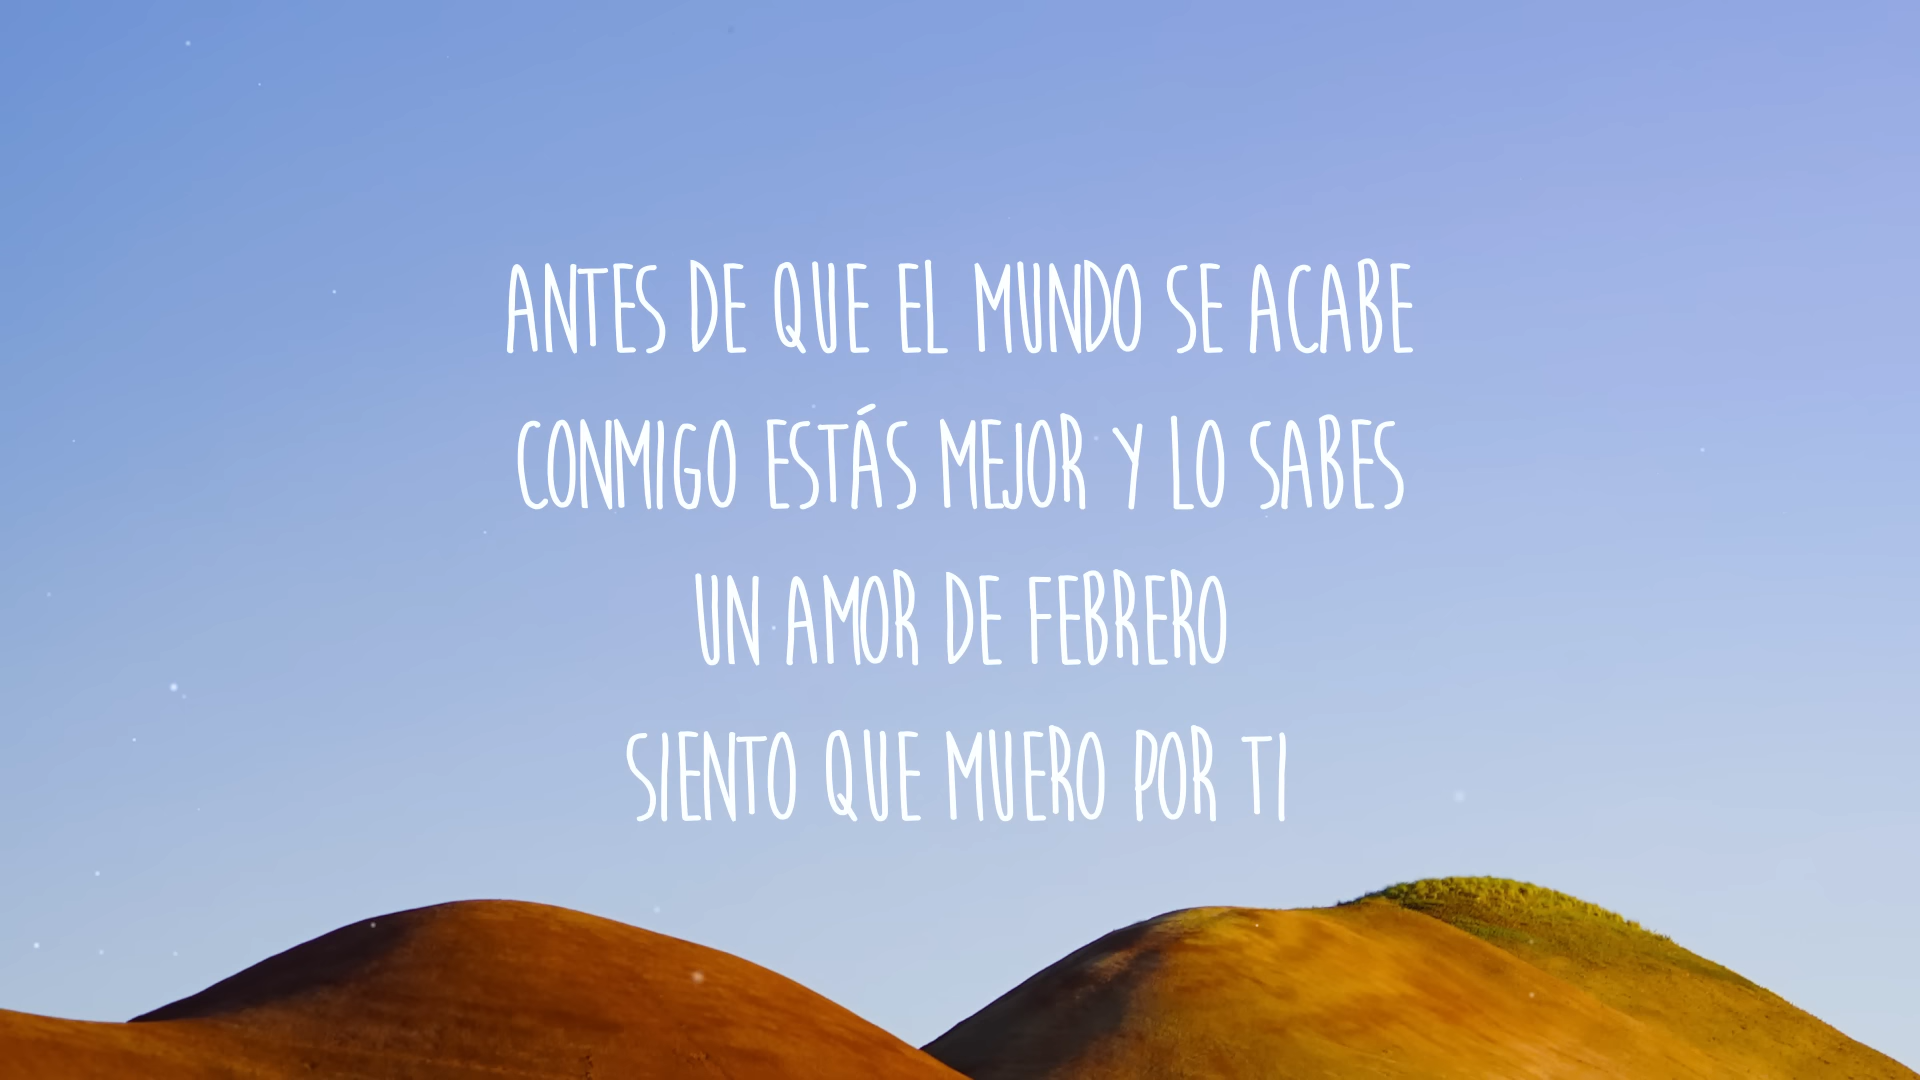 ANTES DE QUE EL MUNDO SE ACABE
CONMIGO ESTÁS MEJOR Y LO SABES
UN AMOR DE FEBRERO
SIENTO QUE MUERO POR TI